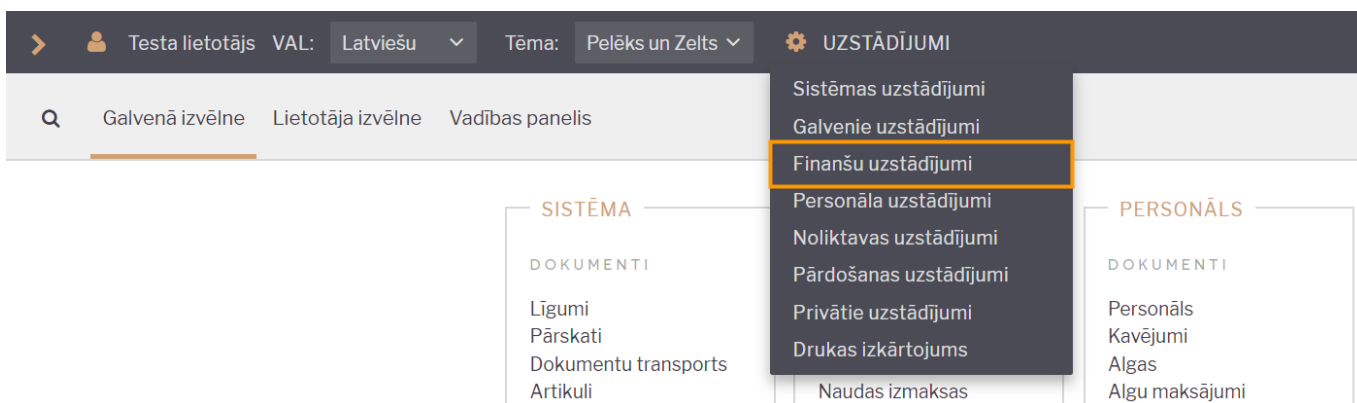 Testa lietotājs VAL: Latviešu Tēma: Pelēks un Zelts UZSTĀDĪJUMI
Galvenā izvēlne Lietotāja izvēlne Vadības panelis
Sistēmas uzstādījumi
Galvenie uzstādījumi
Finanšu uzstādījumi
Personāla uzstādījumi
Noliktavas uzstādījumi
Pārdošanas uzstādījumi
Privātie uzstādījumi
Drukas izkārtojums
SISTĒMA
DOKUMENTI
Līgumi
Pārskati
Dokumentu transports
Artikuli
Naudas izmaksas
PERSONĀLS
DOKUMENTI
Personāls
Kavējumi
Algas
Algu maksājumi